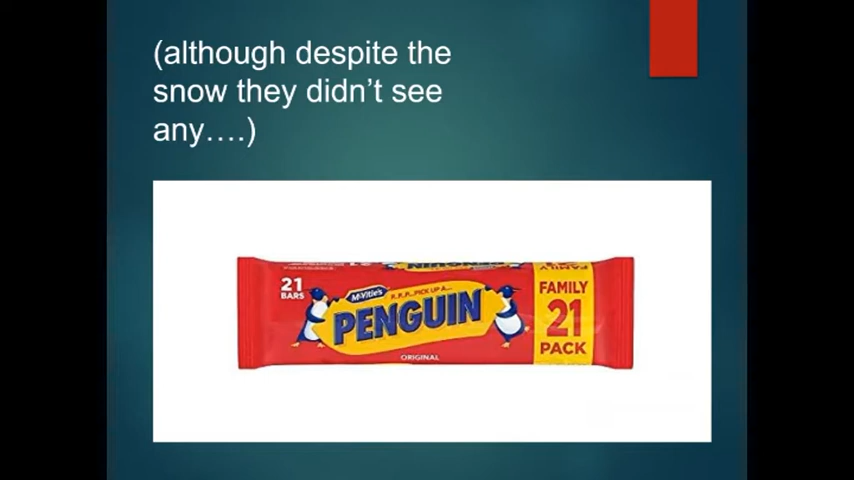 (although despite the
snow they didn’t see
any….)
21
BARS
McVitie's
P..P..P...PICK UP A...
PENGUIN
ORIGINAL
FAMILY
21
PACK